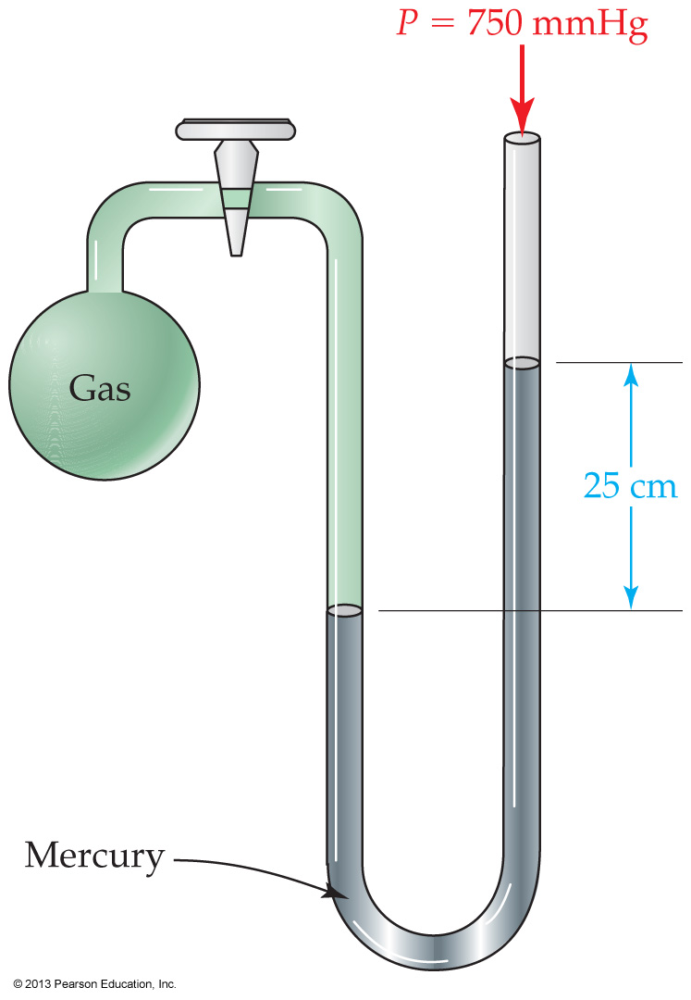 P = 750 mmHg
Gas
25 cm
Mercury
© 2013 Pearson Education, Inc.